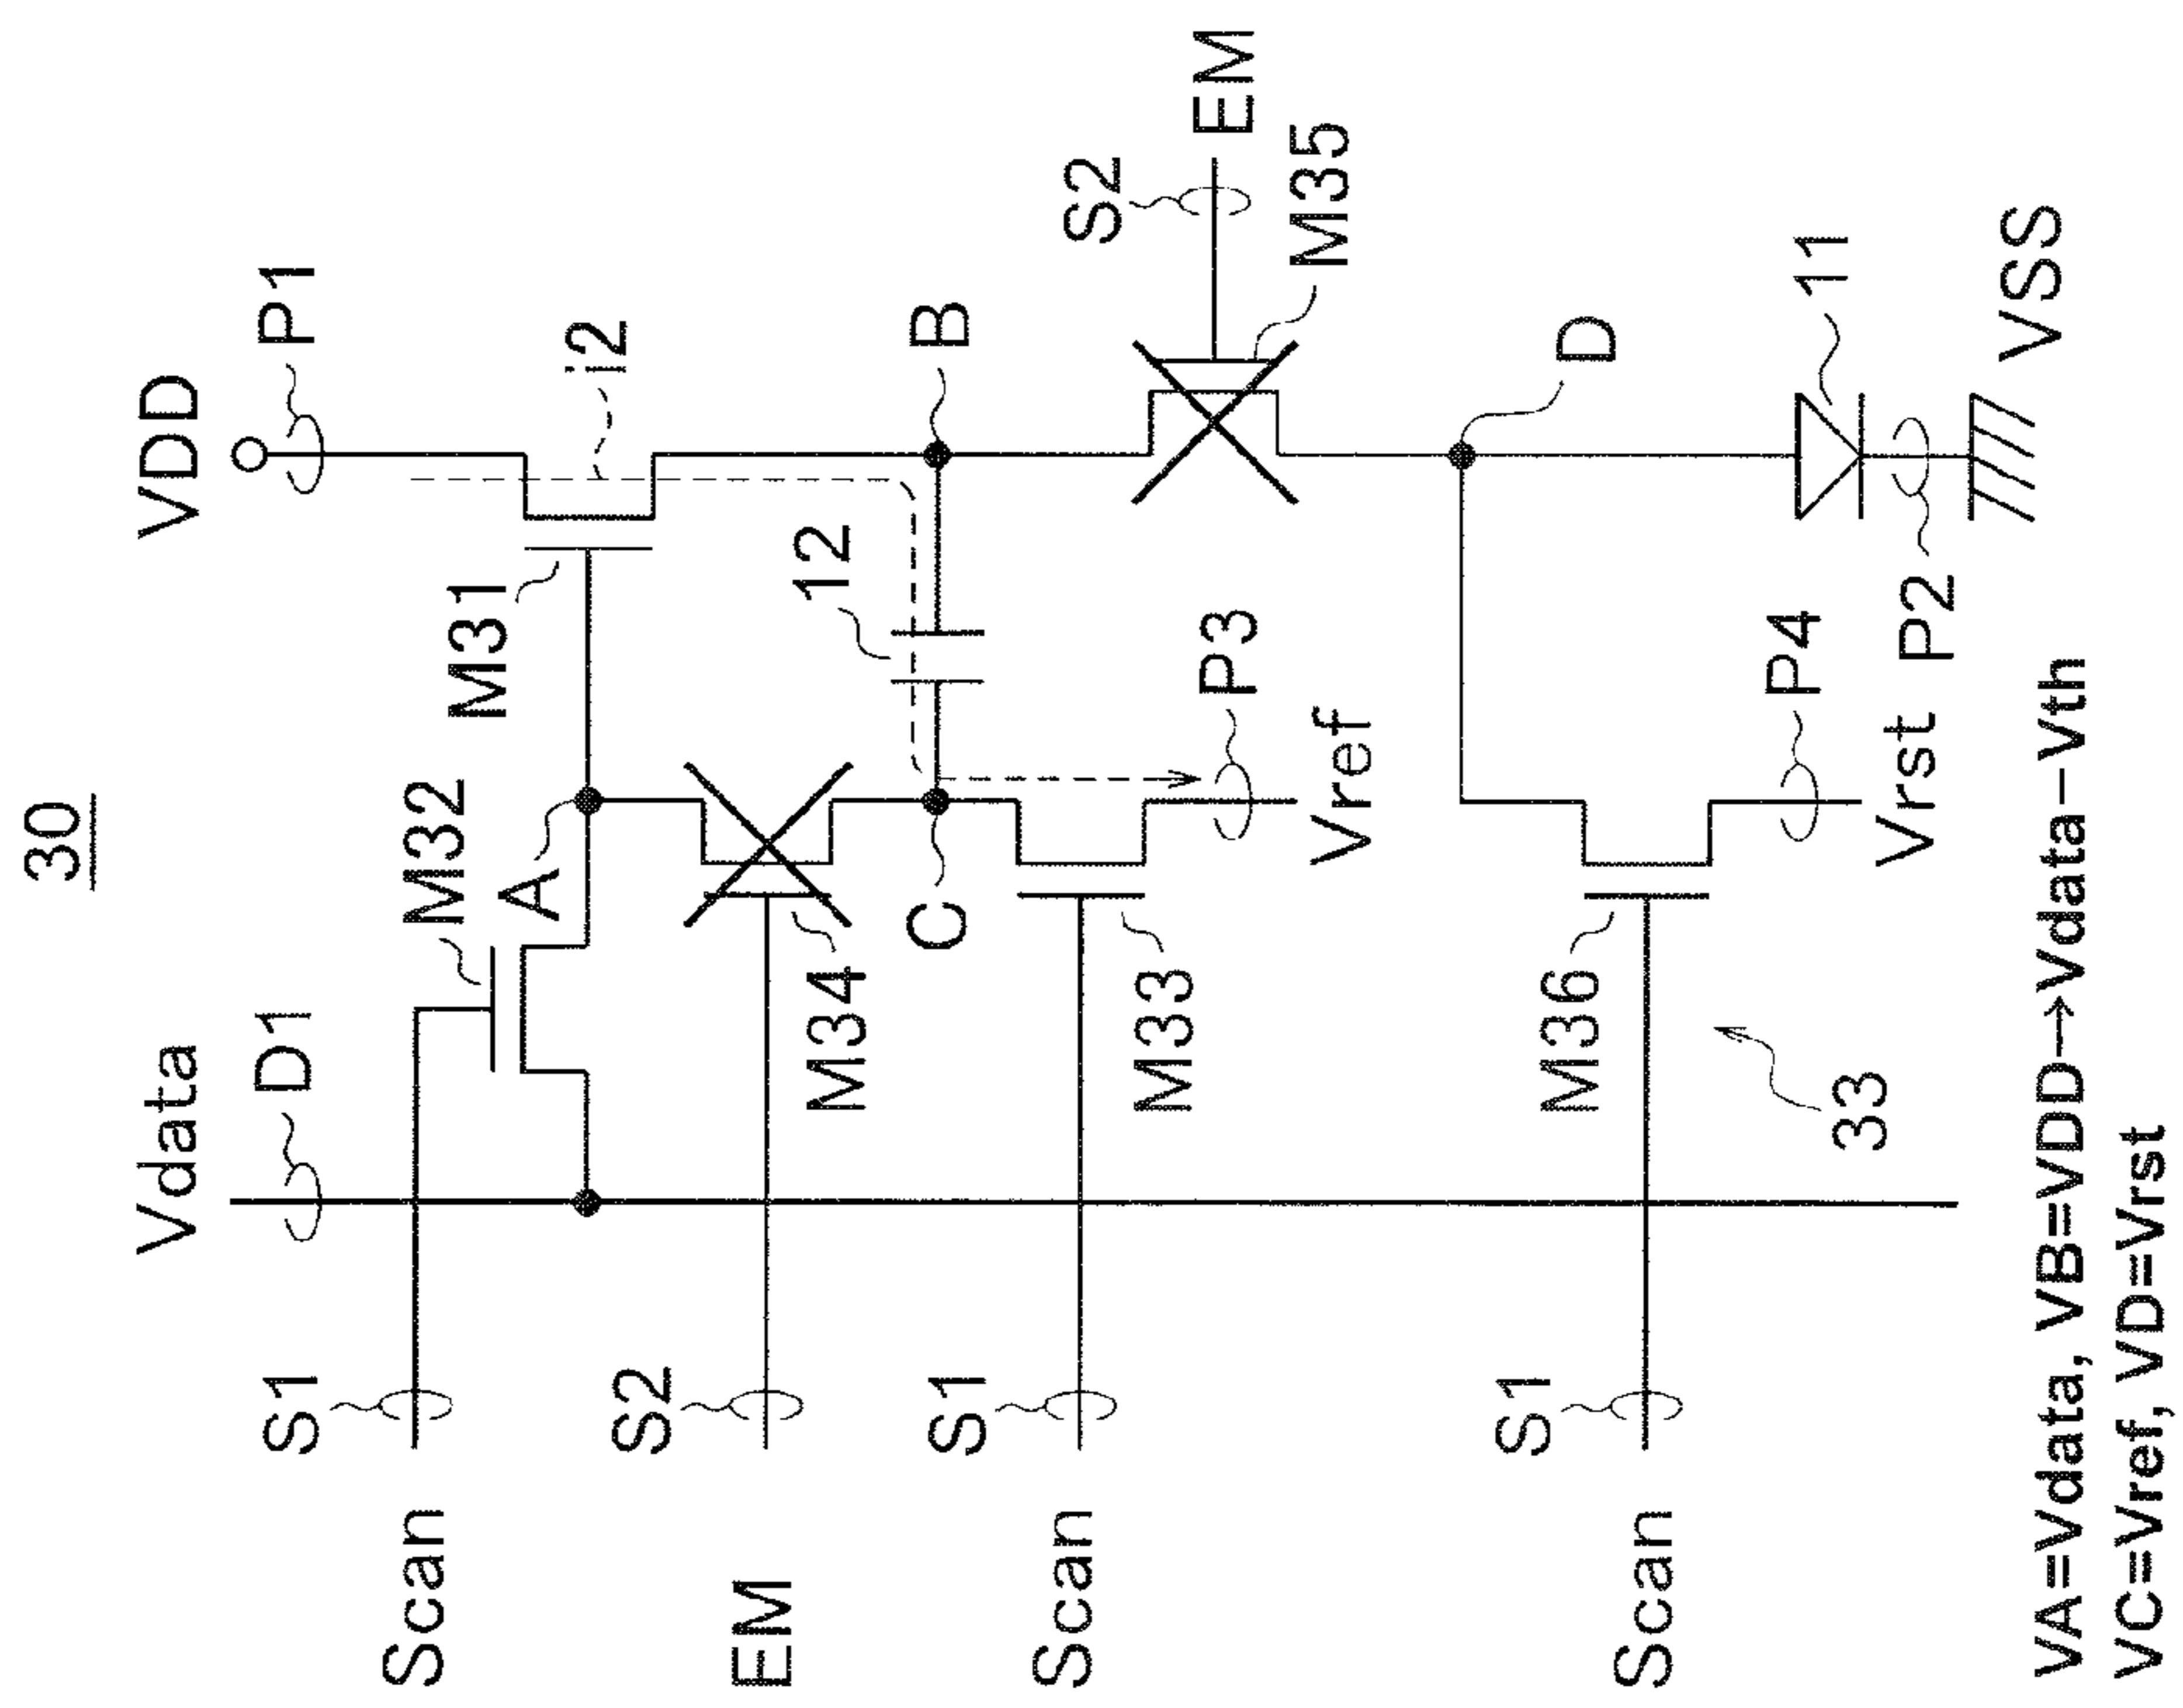 30
Vdata
VDD
S1
D1
P1
Scan
M32
M31
A
i2
S2
EM
12
M34
C
B
S1
Scan
S2
M33
P3
EM
M35
Vref
S1
M36
D
Scan
P4
11
33
Vrst
P2
VSS
VA=Vdata, VB=VDD→Vdata-Vth
VC=Vref, VD=Vrst